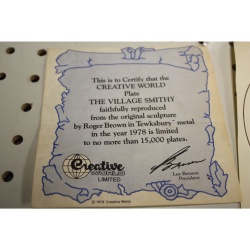 This is to Certify that the
CREATIVE WORLD
Plate
THE VILLAGE SMITHY
faithfully reproduced
from the original sculpture
by Roger Brown in Tewksbury™ metal
in the year 1978 is limited
to no more than 15,000 plates.
Creative
WORLD
LIMITED
Lee Benson
President
© 1978 Creative World